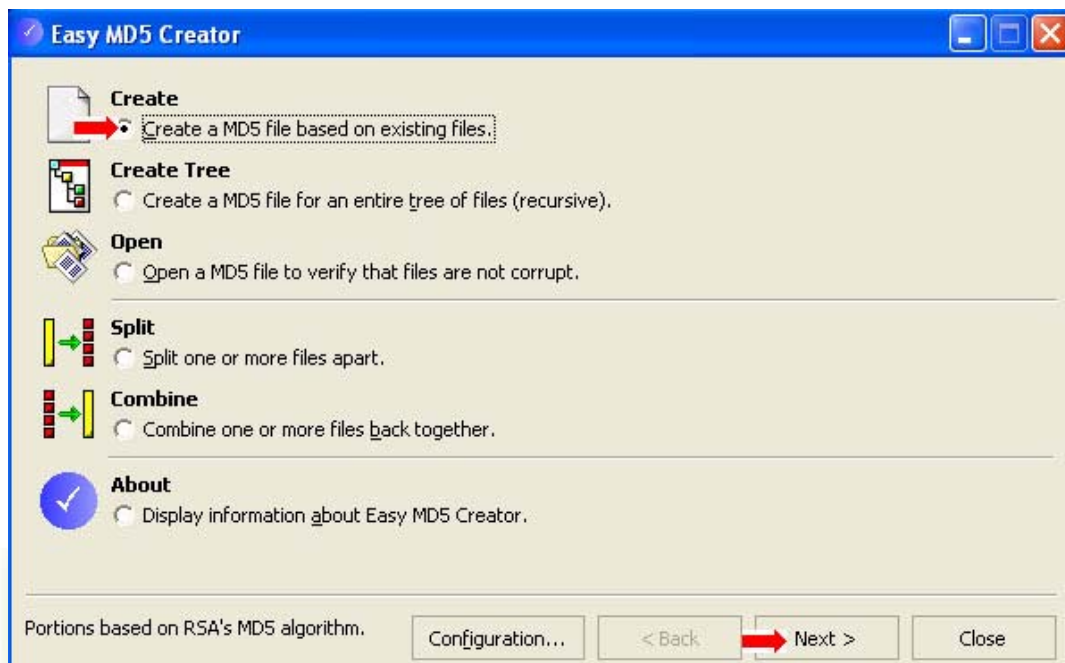 Easy MD5 Creator
Create
Create a MD5 file based on existing files.
Create Tree
Create a MD5 file for an entire tree of files (recursive).
Open
Open a MD5 file to verify that files are not corrupt.
Split
Split one or more files apart.
Combine
Combine one or more files back together.
About
Display information about Easy MD5 Creator.
Portions based on RSA's MD5 algorithm.
Configuration...
< Back
Next >
Close